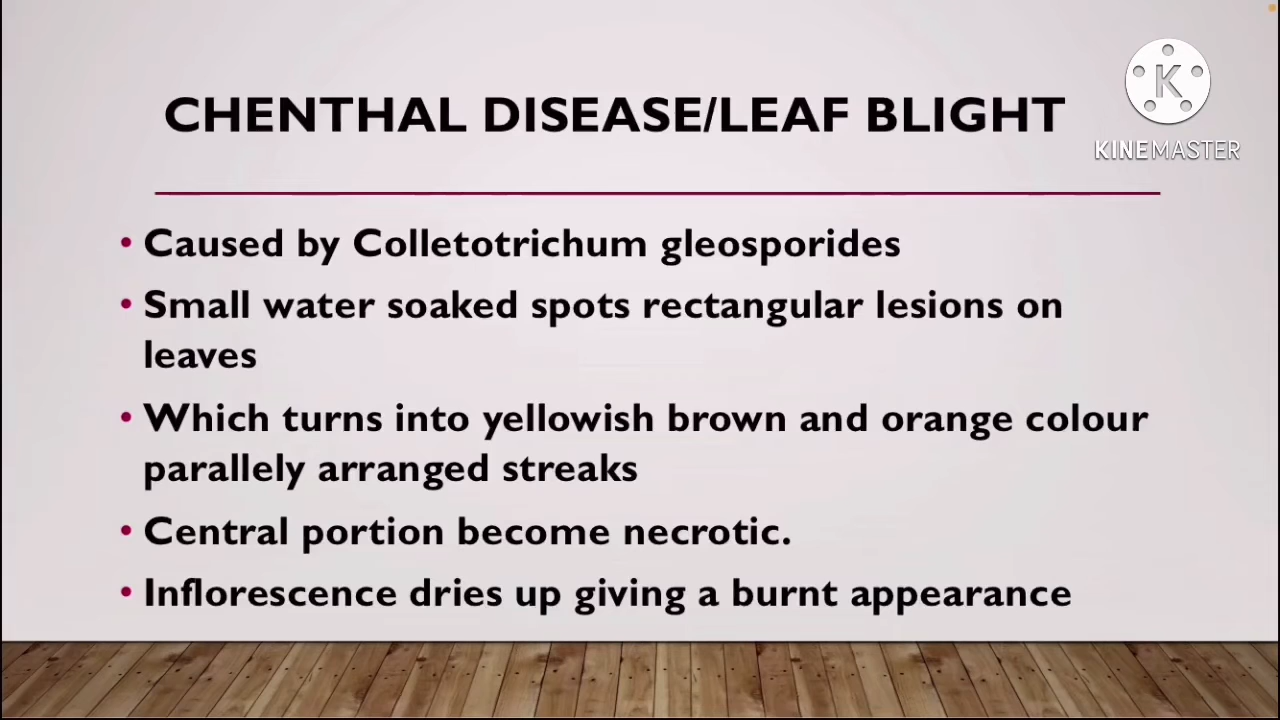 CHENTHAL DISEASE/LEAF BLIGHT
K
KINEMASTER
• Caused by Colletotrichum gleosporides
• Small water soaked spots rectangular lesions on
leaves
• Which turns into yellowish brown and orange colour
parallely arranged streaks
• Central portion become necrotic.
• Inflorescence dries up giving a burnt appearance